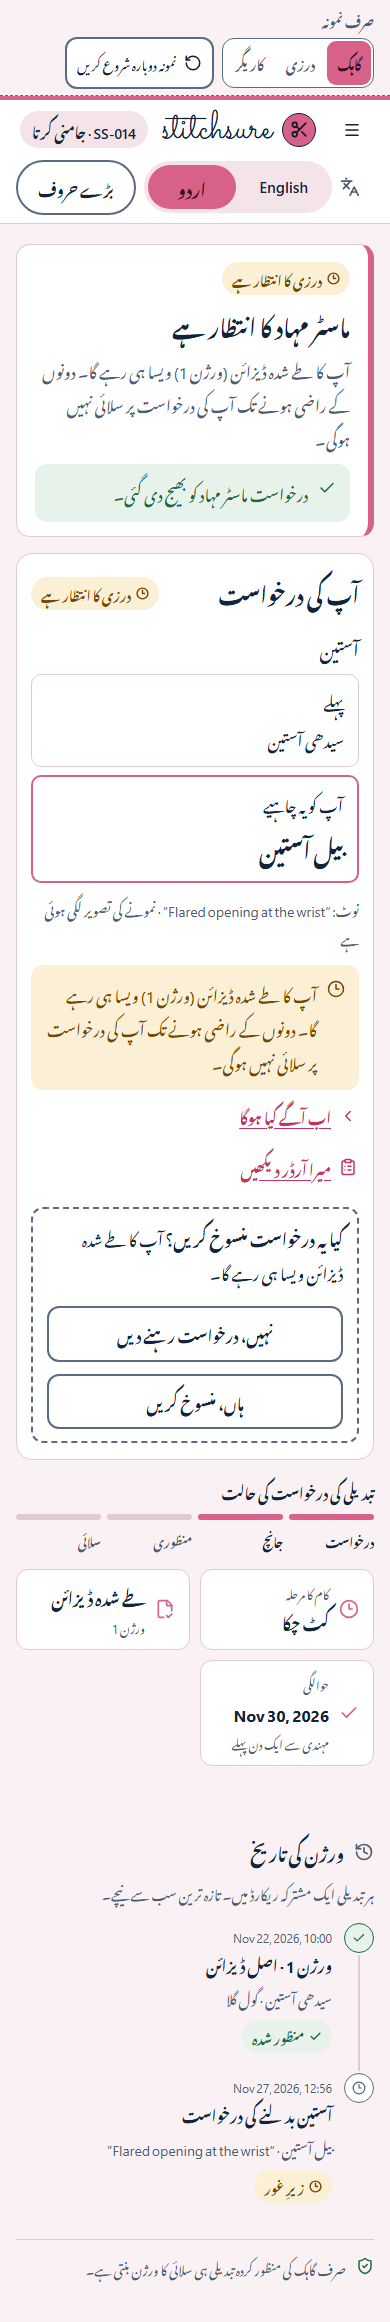 صرف نمونہ
گاہک
درزی
کاریگر
نمونہ دوبارہ شروع کریں
stitchsure
SS-014 · جامنی کرتا
English
اردو
بڑے حروف
درزی کا انتظار ہے
ماسٹر مہاد کا انتظار ہے
آپ کا طے شدہ ڈیزائن (ورژن 1) ویسا ہی رہے گا۔ دونوں
کے راضی ہونے تک آپ کی درخواست پر سلائی نہیں
ہوگی۔
درخواست ماسٹر مہاد کو بھیج دی گئی۔
آپ کی درخواست
درزی کا انتظار ہے
آستین
پہلے
سیدھی آستین
آپ کو یہ چاہیے
بیل آستین
نوٹ: "Flared opening at the wrist" · نمونے کی تصویر لگی ہوئی
ہے
آپ کا طے شدہ ڈیزائن (ورژن 1) ویسا ہی رہے
گا۔ دونوں کے راضی ہونے تک آپ کی درخواست
پر سلائی نہیں ہوگی۔
اب آگے کیا ہوگا
میرا آرڈر دیکھیں
کیا یہ درخواست منسوخ کریں؟ آپ کا طے شدہ
ڈیزائن ویسا ہی رہے گا۔
نہیں، درخواست رہنے دیں
ہاں، منسوخ کریں
تبدیلی کی درخواست کی حالت
درخواست
جانچ
منظوری
سلائی
کام کا مرحلہ
کٹ چکا
طے شدہ ڈیزائن
ورژن 1
حوالگی
Nov 30, 2026
مہندی سے ایک دن پہلے
ورژن کی تاریخ
ہر تبدیلی ایک مشترکہ ریکارڈ میں۔ تازہ ترین سب سے نیچے۔
Nov 22, 2026, 10:00
ورژن 1 · اصل ڈیزائن
سیدھی آستین · گول گلا
منظور شدہ
Nov 27, 2026, 12:56
آستین بدلنے کی درخواست
بیل آستین · "Flared opening at the wrist"
زیرِ غور
صرف گاہک کی منظور کردہ تبدیلی ہی سلائی کا ورژن بنتی ہے۔